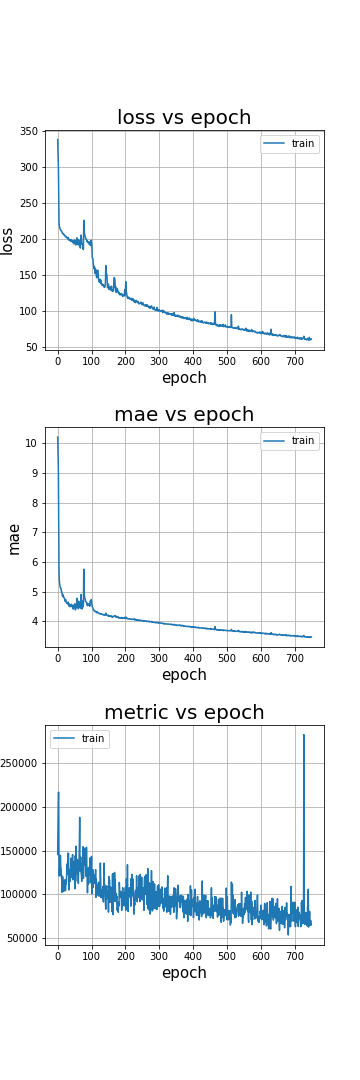 loss vs epoch
350
300
250
200
150
100
50
loss
train
0 100 200 300 400 500 600 700
epoch
mae vs epoch
10
9
8
7
6
5
4
mae
train
0 100 200 300 400 500 600 700
epoch
metric vs epoch
250000
200000
150000
100000
50000
train
0 100 200 300 400 500 600 700
epoch